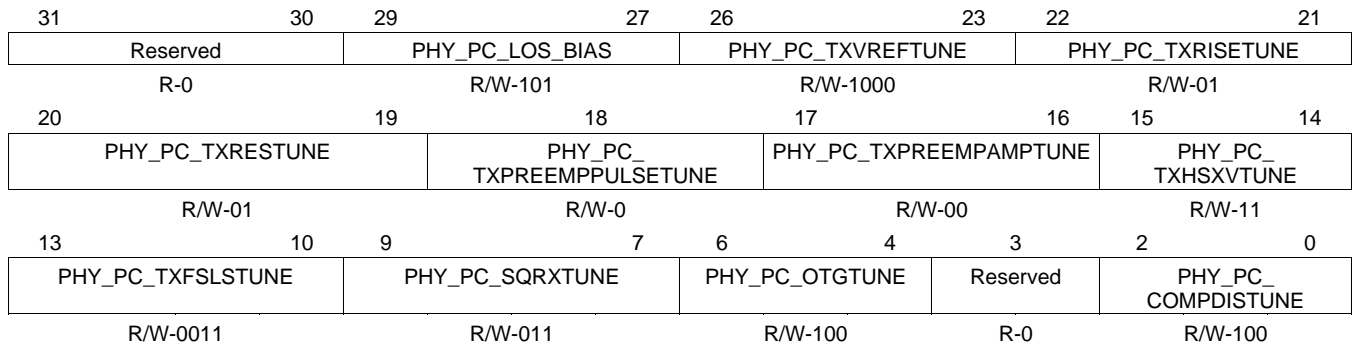 31 30 29 27 26 23 22 21
Reserved PHY_PC_LOS_BIAS PHY_PC_TXVREFTUNE PHY_PC_TXRISETUNE
R-0 R/W-101 R/W-1000 R/W-01
20 19 18 17 16 15 14
PHY_PC_TXRESTUNE PHY_PC_ PHY_PC_TXPREEMPAMPTUNE PHY_PC_
TXPREEMPPULSETUNE TXHSXVTUNE
R/W-01 R/W-0 R/W-00 R/W-11
13 10 9 7 6 4 3 2 0
PHY_PC_TXFSLSTUNE PHY_PC_SQRXTUNE PHY_PC_OTGTUNE Reserved PHY_PC_
COMPDISTUNE
R/W-0011 R/W-011 R/W-100 R-0 R/W-100